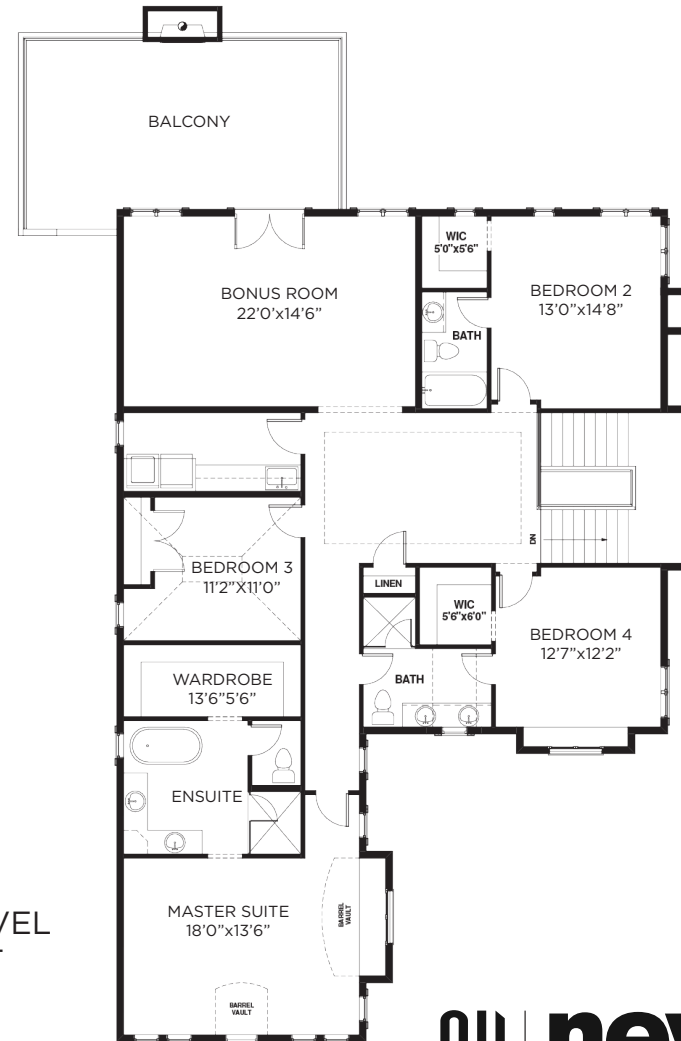 BALCONY
BONUS ROOM
22'0"x14'6"
WIC
5'0"x5'6"
BEDROOM 2
13'0"x14'8"
BATH
BEDROOM 3
11'2"X11'0"
DN
LINEN
WIC
5'6"x6'0"
BEDROOM 4
12'7"x12'2"
BATH
WARDROBE
13'6"5'6"
ENSUITE
MASTER SUITE
18'0"x13'6"
BARREL
VAULT
BARREL
VAULT